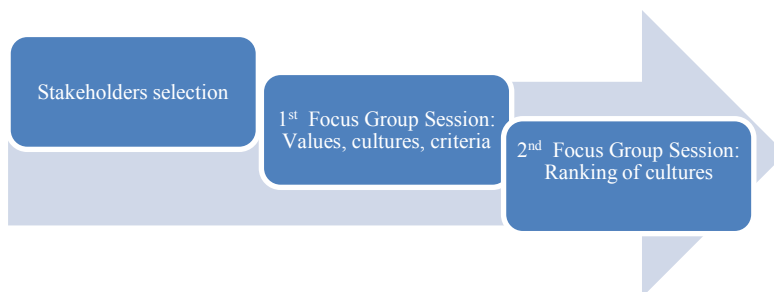 Stakeholders selection
1st Focus Group Session:
Values, cultures, criteria
2nd Focus Group Session:
Ranking of cultures